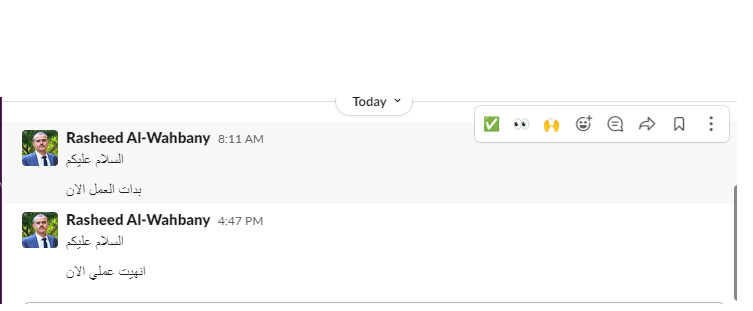 Today
Rasheed Al-Wahbany 8:11 AM
السلام عليكم
بدات العمل الان
Rasheed Al-Wahbany 4:47 PM
السلام عليكم
انهيت عملي الان